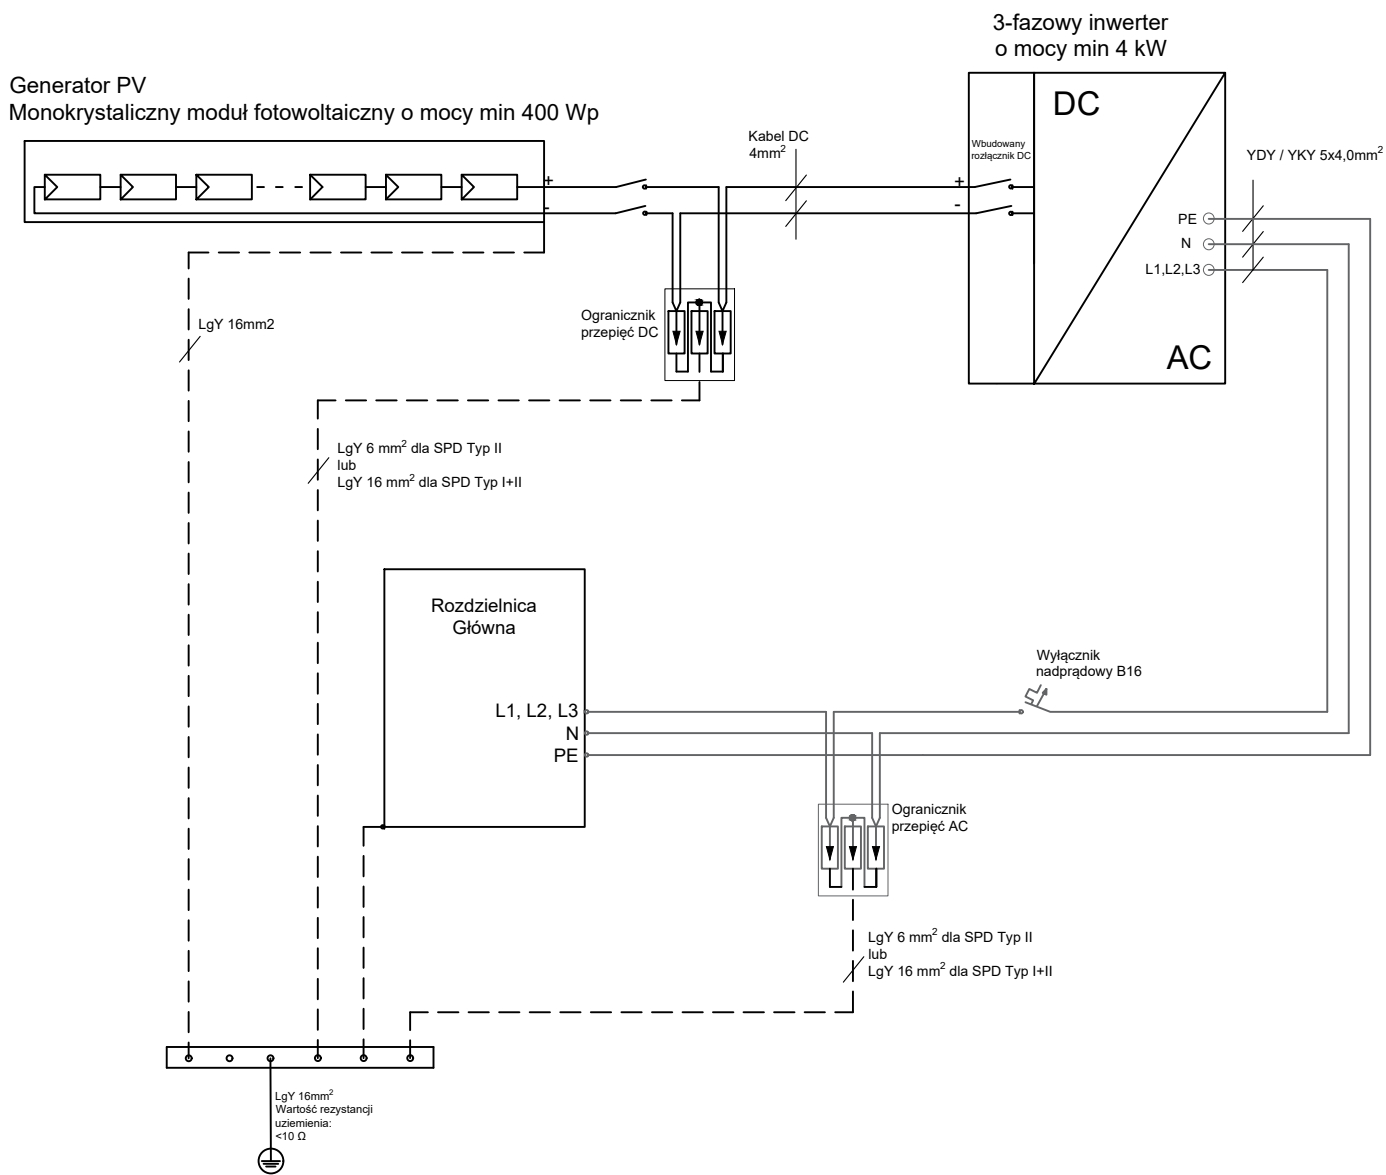 3-fazowy inwerter
o mocy min 4 kW
Generator PV
Monokrystaliczny moduł fotowoltaiczny o mocy min 400 Wp
DC
Kabel DC
4mm²
Wbudowany
rozłącznik DC
YDY / YKY 5x4,0mm²
+
-
+
-
PE
N
L1,L2,L3
AC
LgY 16mm2
Ogranicznik
przepięć DC
LgY 6 mm² dla SPD Typ II
lub
LgY 16 mm² dla SPD Typ I+II
Rozdzielnica
Główna
L1, L2, L3
N
PE
Wyłącznik
nadprądowy B16
Ogranicznik
przepięć AC
LgY 6 mm² dla SPD Typ II
lub
LgY 16 mm² dla SPD Typ I+II
LgY 16mm²
Wartość rezystancji
uziemienia:
<10 Ω